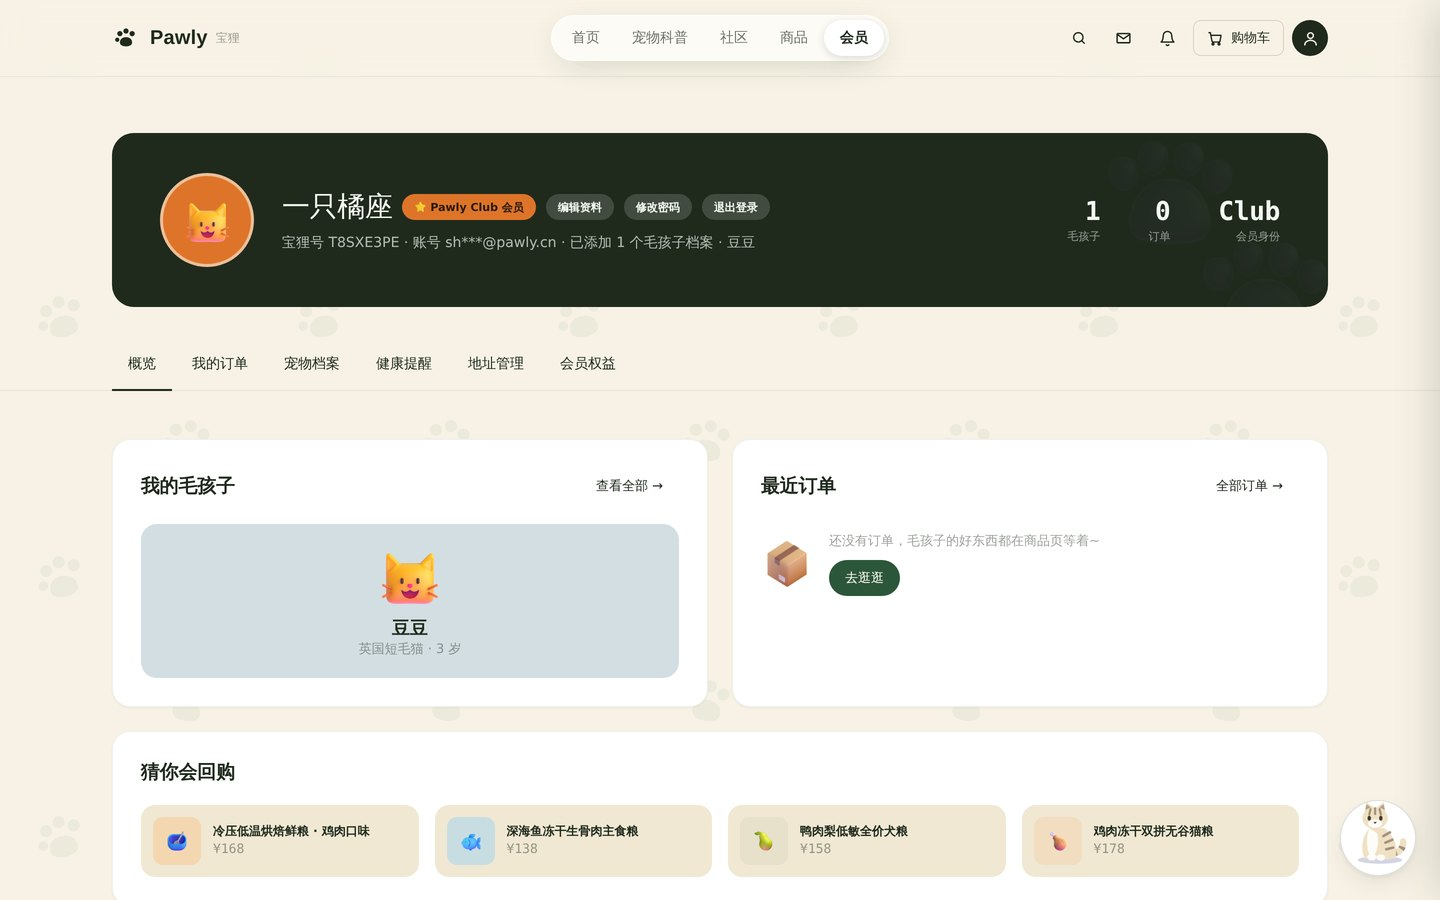 Pawly 宝狸
首页 宠物科普 社区 商品 会员
购物车
一只橘座 Pawly Club 会员 编辑资料 修改密码 退出登录
宝狸号 T8SXE3PE · 账号 sh***@pawly.cn · 已添加 1 个毛孩子档案 · 豆豆
1 0 Club
毛孩子 订单 会员身份
概览 我的订单 宠物档案 健康提醒 地址管理 会员权益
我的毛孩子 查看全部 →
豆豆
英国短毛猫 · 3 岁
最近订单 全部订单 →
还没有订单，毛孩子的好东西都在商品页等着~
去逛逛
猜你会回购
冷压低温烘焙鲜粮 · 鸡肉口味
¥168
深海鱼冻干生骨肉主食粮
¥138
鸭肉梨低敏全价犬粮
¥158
鸡肉冻干双拼无谷猫粮
¥178